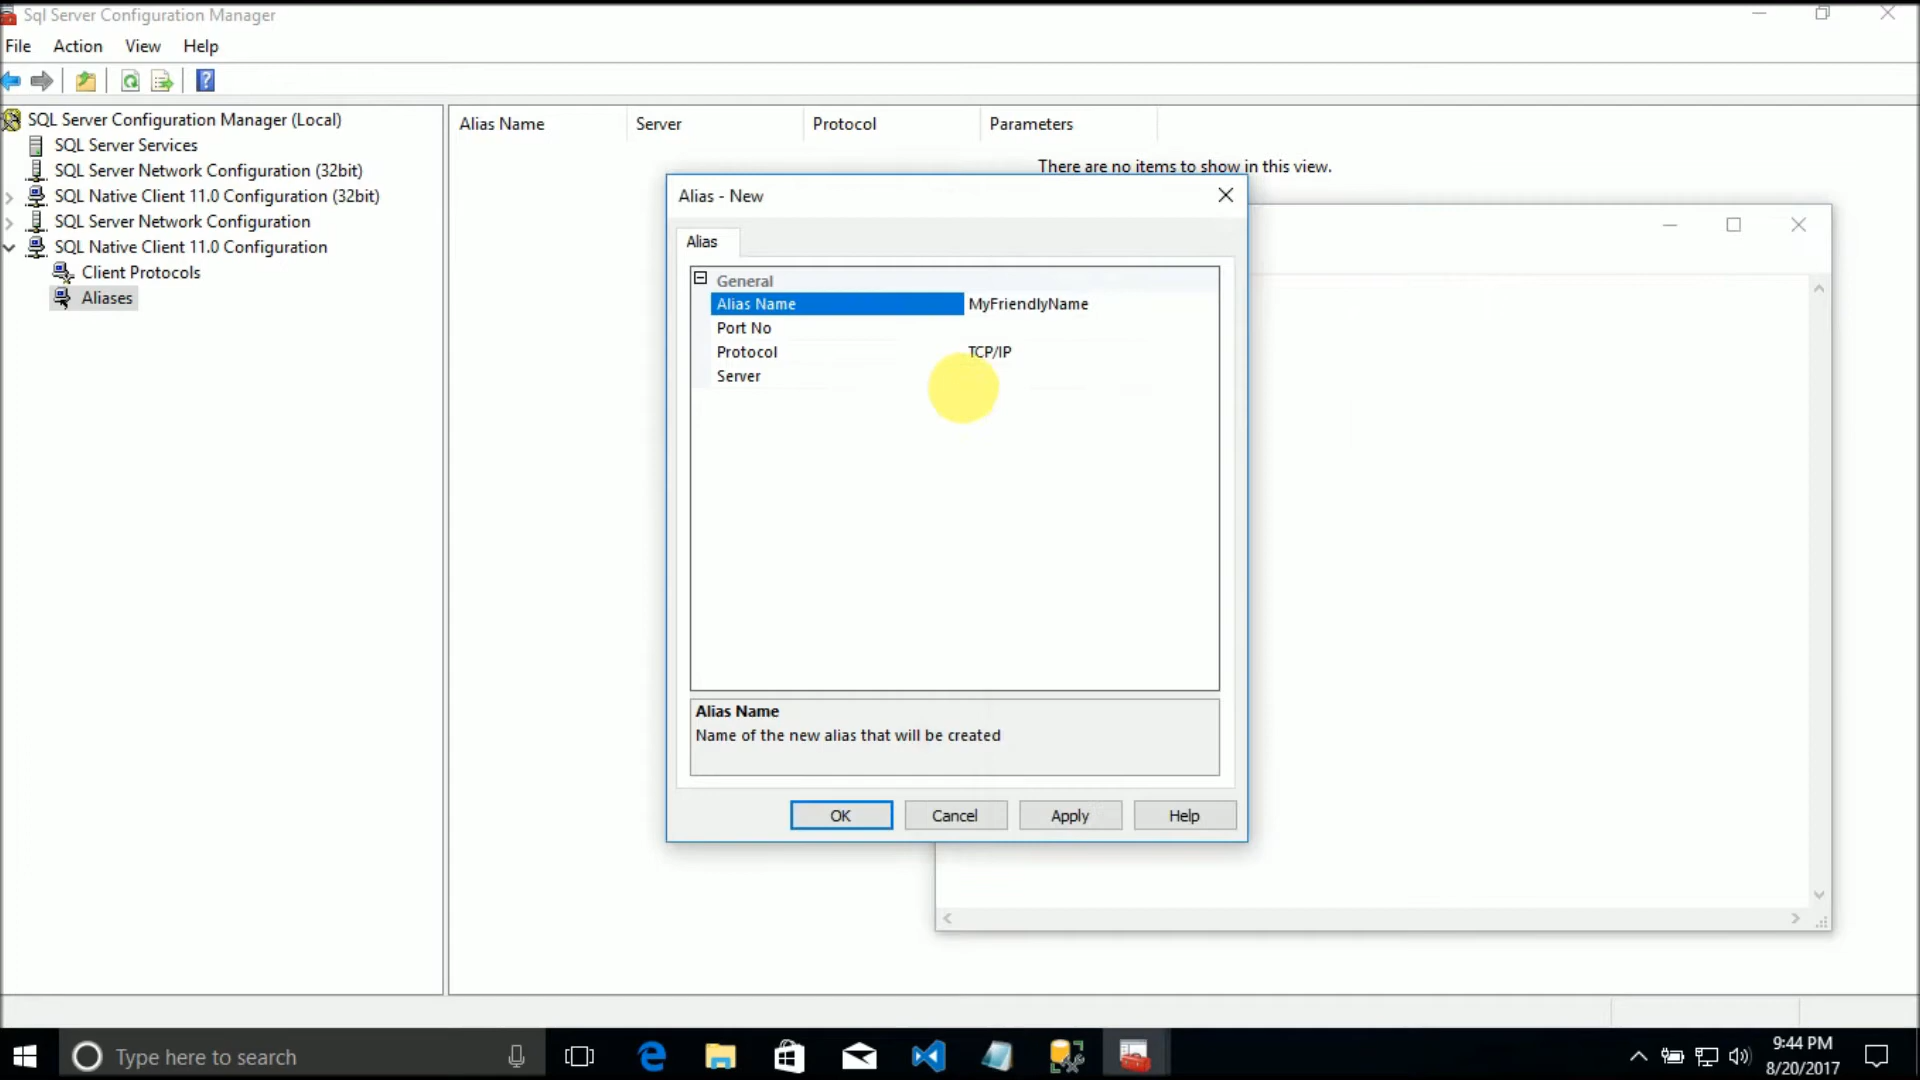 Sql Server Configuration Manager
File Action View Help
SQL Server Configuration Manager (Local)
SQL Server Services
SQL Server Network Configuration (32bit)
SQL Native Client 11.0 Configuration (32bit)
SQL Server Network Configuration
SQL Native Client 11.0 Configuration
Client Protocols
Aliases
Alias Name Server Protocol Parameters
There are no items to show in this view.
Alias - New
Alias
General
Alias Name MyFriendlyName
Port No
Protocol TCP/IP
Server
Alias Name
Name of the new alias that will be created
OK Cancel Apply Help
Type here to search
9:44 PM
8/20/2017